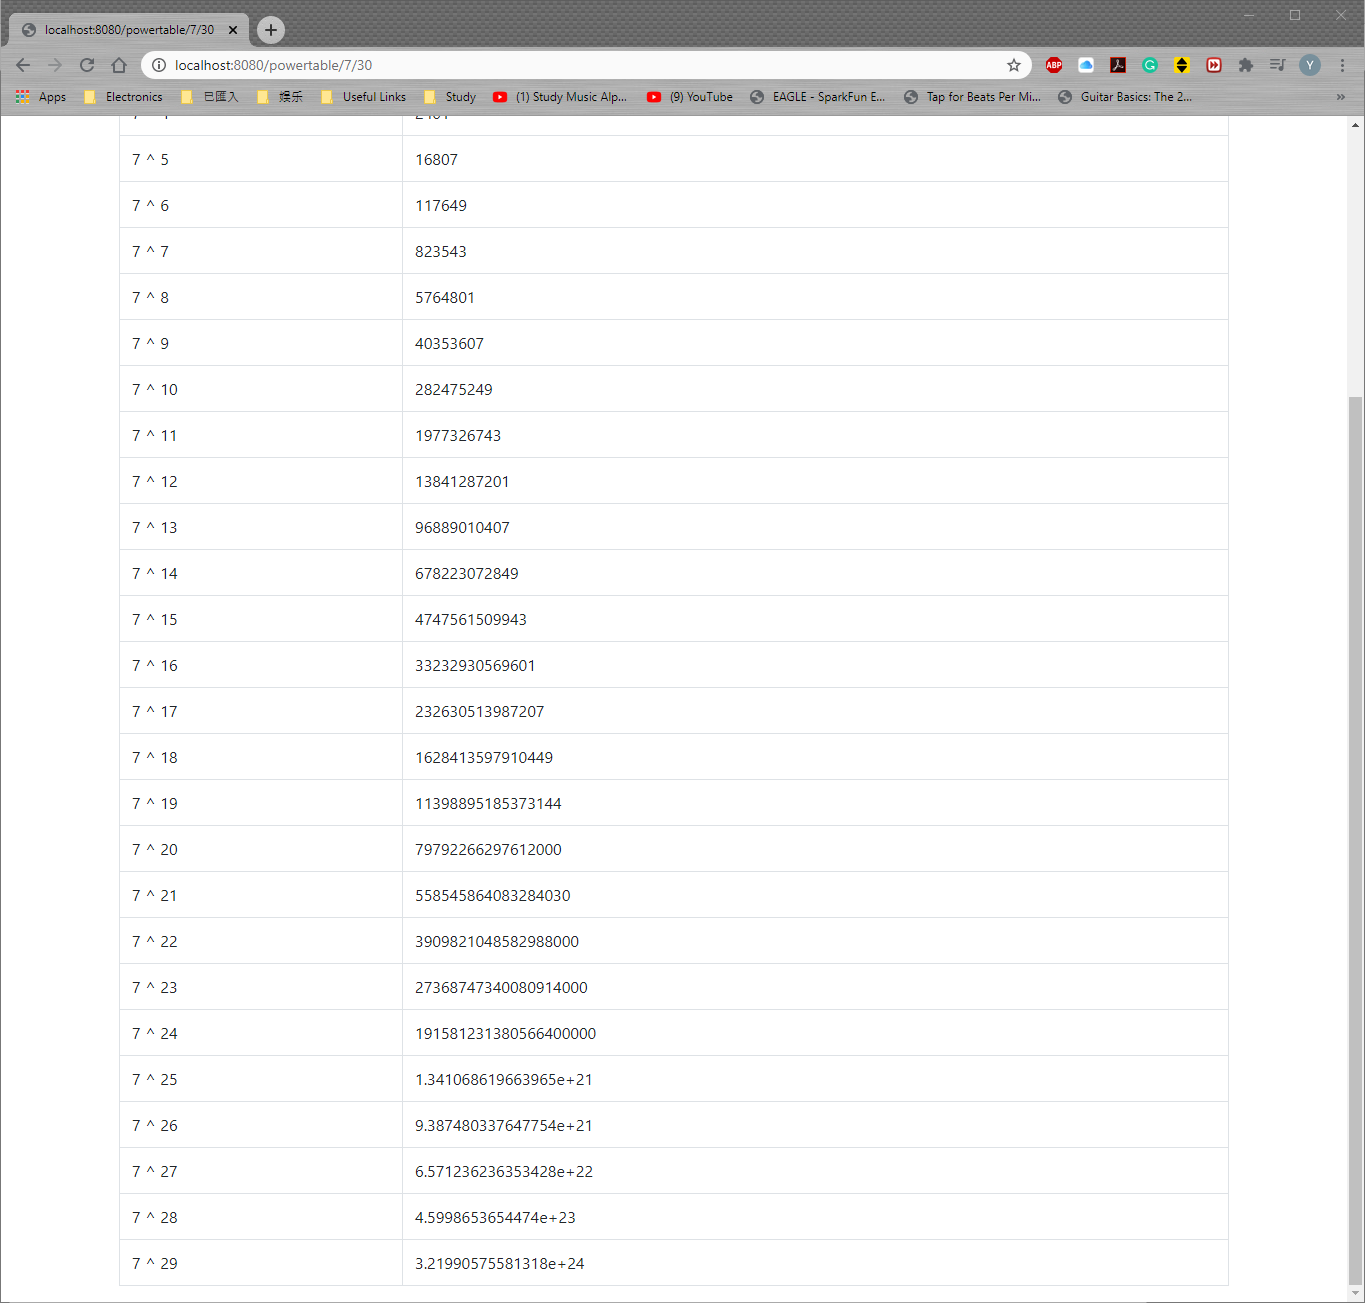 localhost:8080/powertable/7/30
localhost:8080/powertable/7/30
ABP
Y
Apps Electronics 已匯入 娱乐 Useful Links Study (1) Study Music Alp... (9) YouTube EAGLE - SparkFun E... Tap for Beats Per Mi... Guitar Basics: The 2... »
7 ^ 5 16807
7 ^ 6 117649
7 ^ 7 823543
7 ^ 8 5764801
7 ^ 9 40353607
7 ^ 10 282475249
7 ^ 11 1977326743
7 ^ 12 13841287201
7 ^ 13 96889010407
7 ^ 14 678223072849
7 ^ 15 4747561509943
7 ^ 16 33232930569601
7 ^ 17 232630513987207
7 ^ 18 1628413597910449
7 ^ 19 11398895185373144
7 ^ 20 79792266297612000
7 ^ 21 558545864083284030
7 ^ 22 3909821048582988000
7 ^ 23 27368747340080914000
7 ^ 24 191581231380566400000
7 ^ 25 1.341068619663965e+21
7 ^ 26 9.387480337647754e+21
7 ^ 27 6.571236236353428e+22
7 ^ 28 4.5998653654474e+23
7 ^ 29 3.21990575581318e+24